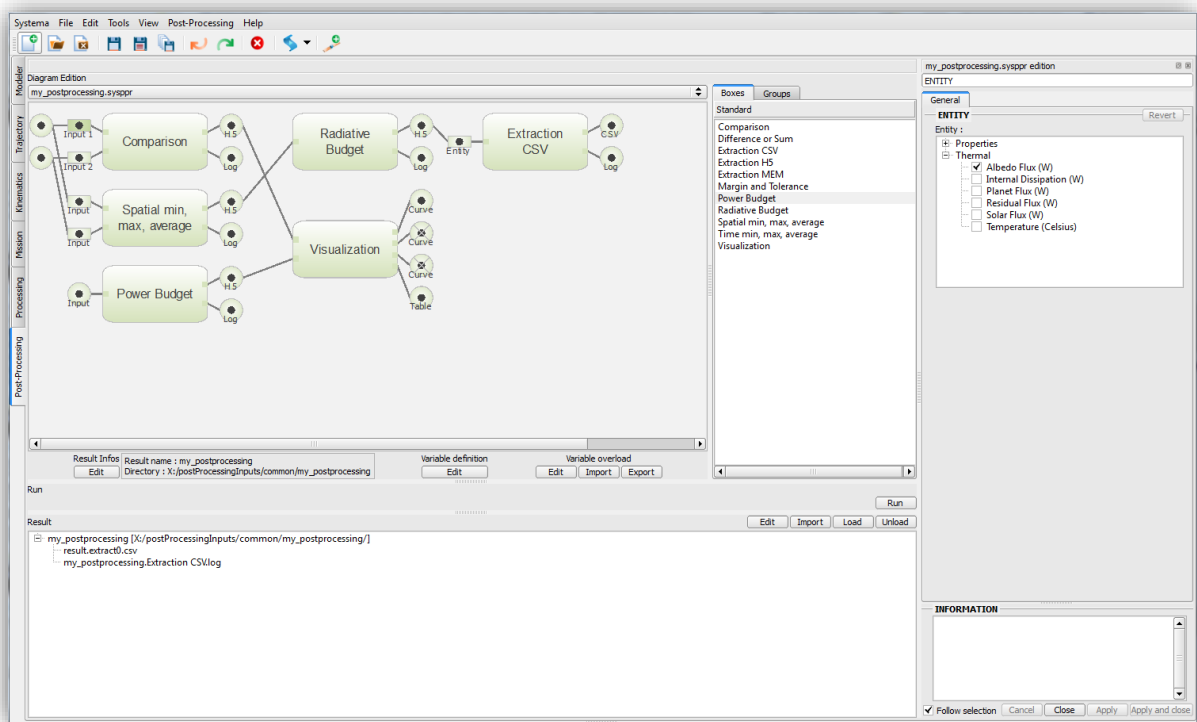 Systema File Edit Tools View Post-Processing Help
Modeler
Trajectory
Kinematics
Mission
Processing
Post-Processing
Diagram Edition
my_postprocessing.sysppr
Input 1
Input 2
Comparison
H5
Log
Input
Input
Spatial min,
max, average
H5
Log
Input
Power Budget
H5
Log
Radiative
Budget
H5
Log
Visualization
Curve
Curve
Curve
Table
Entity
Extraction
CSV
CSV
Log
Boxes Groups
Standard
Comparison
Difference or Sum
Extraction CSV
Extraction H5
Extraction MEM
Margin and Tolerance
Power Budget
Radiative Budget
Spatial min, max, average
Time min, max, average
Visualization
Result Infos
Edit
Result name : my_postprocessing
Directory : X:/postProcessingInputs/common/my_postprocessing
Variable definition
Edit
Variable overload
Edit Import Export
Run
Run
Result
Edit Import Load Unload
my_postprocessing [X:/postProcessingInputs/common/my_postprocessing/]
result.extract0.csv
my_postprocessing.Extraction CSV.log
my_postprocessing.sysppr edition
ENTITY
General
ENTITY
Revert
Entity :
Properties
Thermal
Albedo Flux (W)
Internal Dissipation (W)
Planet Flux (W)
Residual Flux (W)
Solar Flux (W)
Temperature (Celsius)
INFORMATION
Follow selection Cancel Close Apply Apply and close